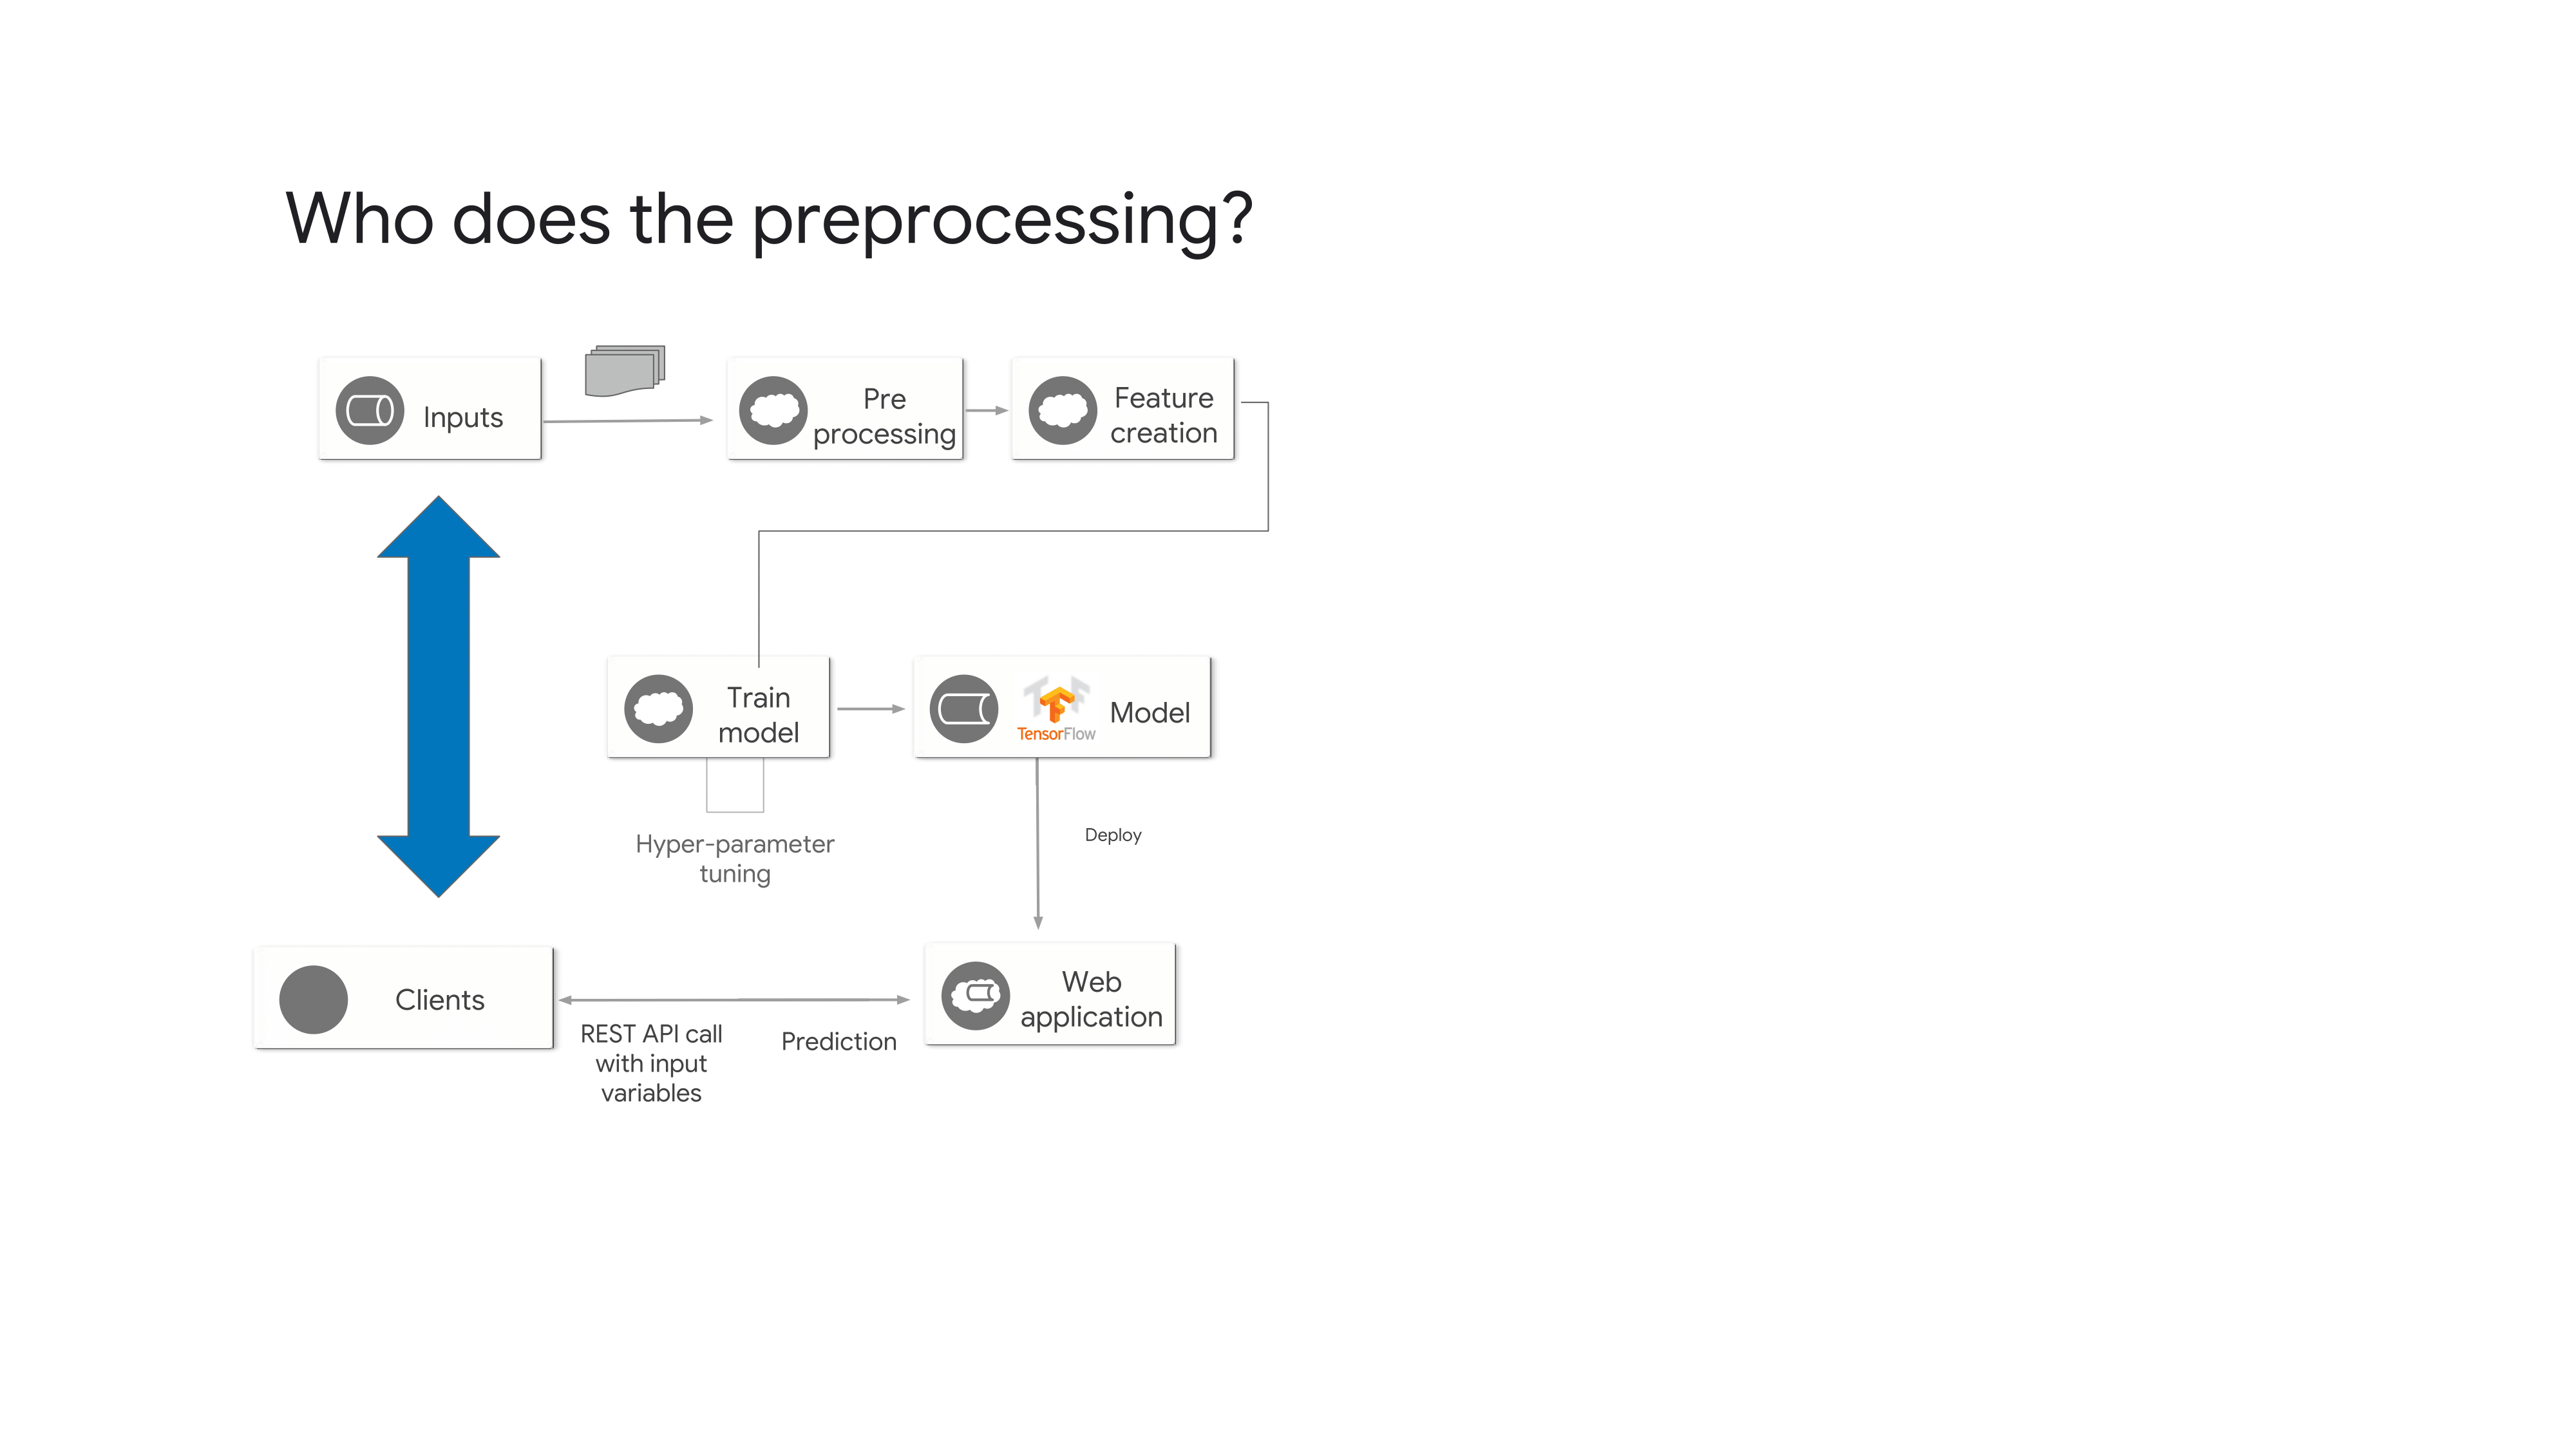 Who does the preprocessing?
Inputs
Pre
processing
Feature
creation
Train
model
TensorFlow
Model
Hyper-parameter
tuning
Deploy
Clients
REST API call
with input
variables
Prediction
Web
application